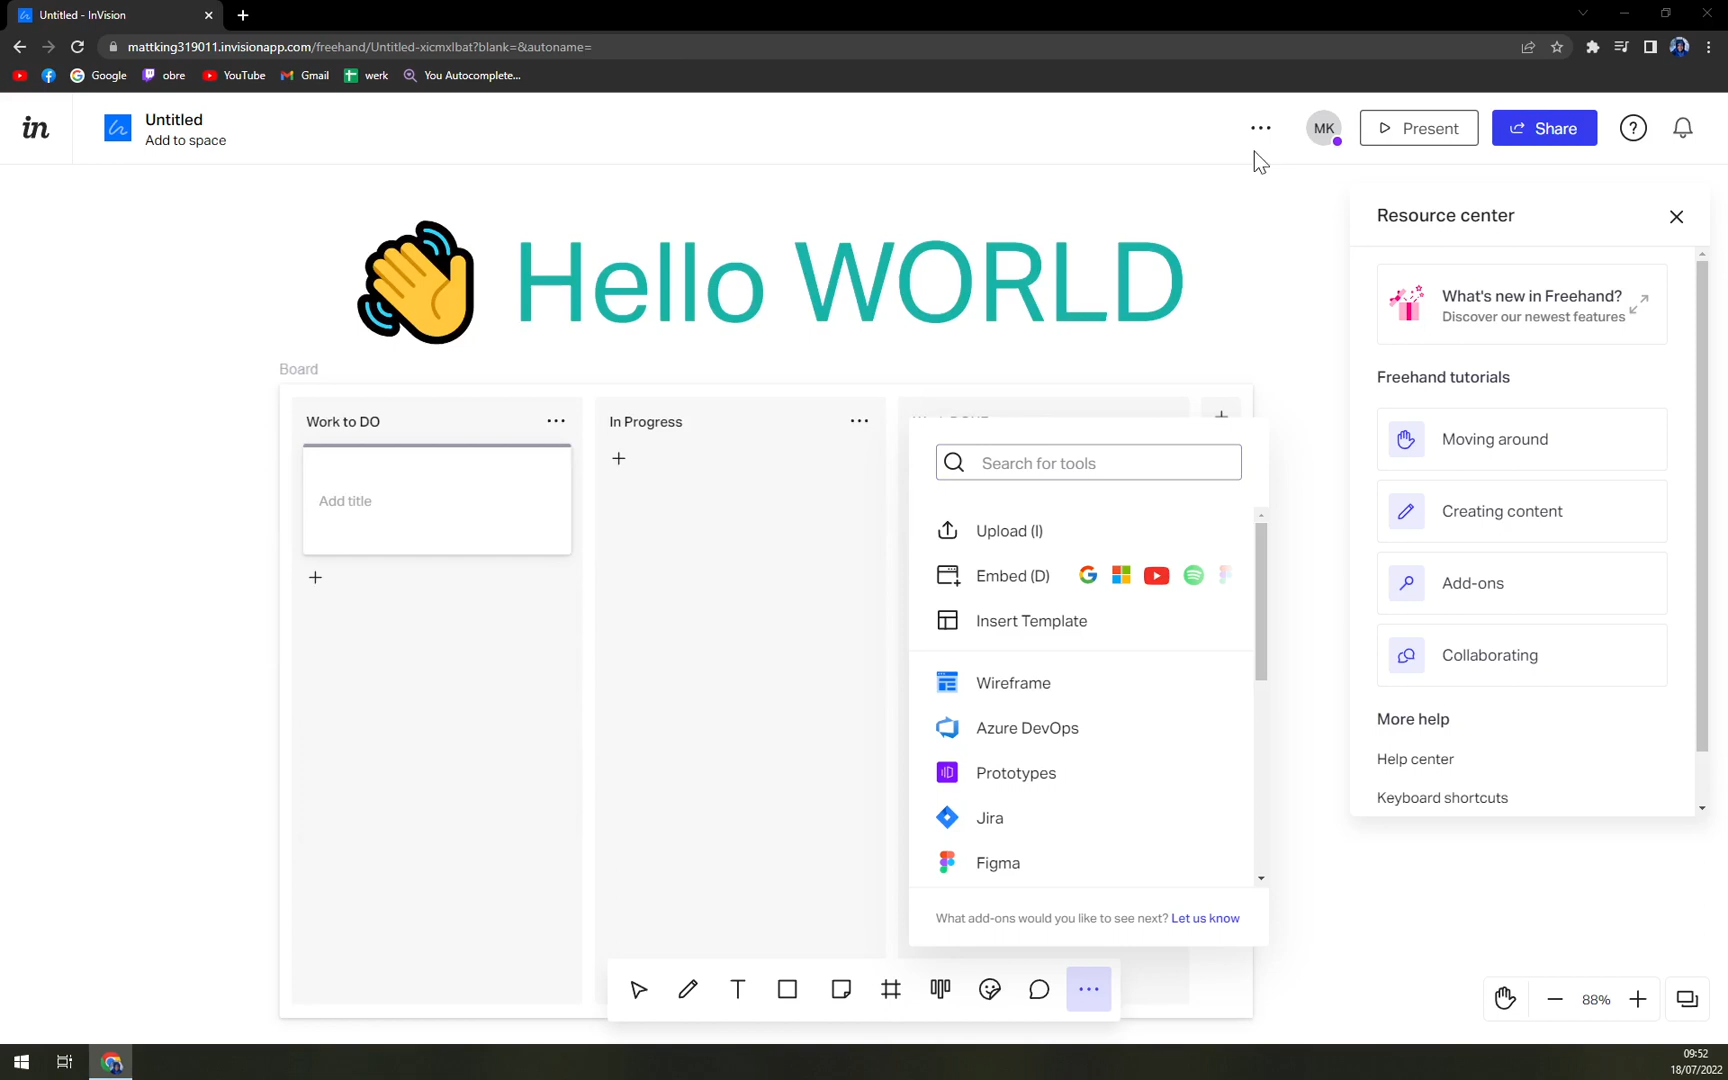 Untitled - InVision
mattking319011.invisionapp.com/freehand/Untitled-xicmxlbat?blank=&autoname=
Google
obre
YouTube
Gmail
werk
You Autocomplete...
in
Untitled
Add to space
MK
Present
Share
?
Hello WORLD
Board
Work to DO
In Progress
Add title
Search for tools
Upload (I)
Embed (D)
Insert Template
Wireframe
Azure DevOps
Prototypes
Jira
Figma
What add-ons would you like to see next? Let us know
Resource center
What's new in Freehand?
Discover our newest features
Freehand tutorials
Moving around
Creating content
Add-ons
Collaborating
More help
Help center
Keyboard shortcuts
88%
09:52
18/07/2022